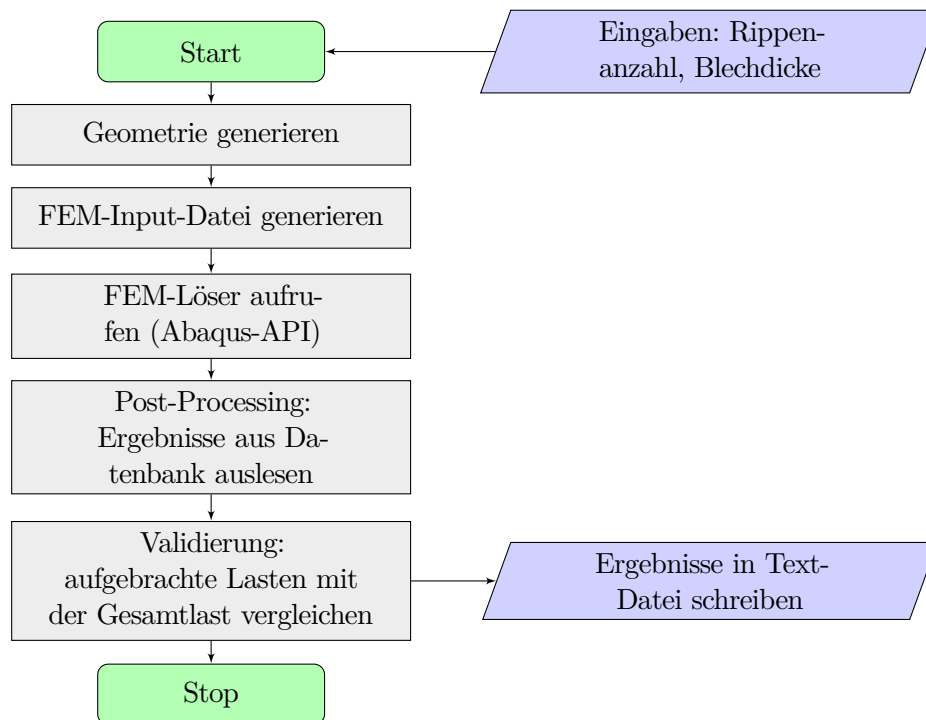 Start
Eingaben: Rippen-
anzahl, Blechdicke
Geometrie generieren
FEM-Input-Datei generieren
FEM-Löser aufru-
fen (Abaqus-API)
Post-Processing:
Ergebnisse aus Da-
tenbank auslesen
Validierung:
aufgebrachte Lasten mit
der Gesamtlast vergleichen
Ergebnisse in Text-
Datei schreiben
Stop